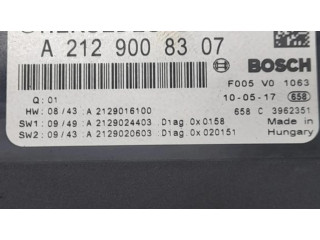 A 212 900 83 07
BOSCH
F005 V0 1063
Q: 01
10-05-17 658
HW: 08/43: A 2129016100
658 C 3962351
SW1: 09/49: A 2129024403 :Diag.0x0158
Made in
SW2: 09/43: A 2129020603 :Diag.0x020151
Hungary